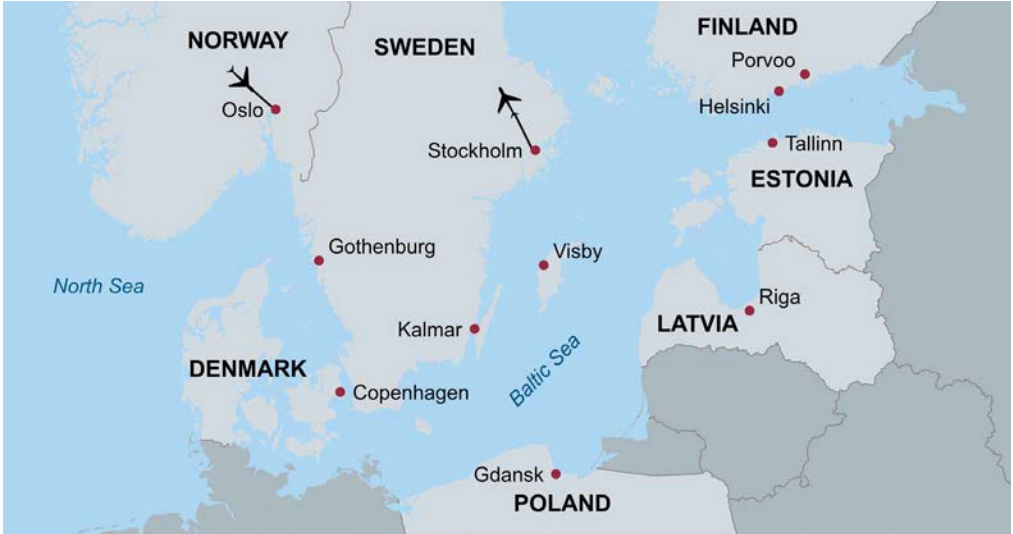 NORWAY
SWEDEN
FINLAND
Porvoo
Oslo
Helsinki
Stockholm
Tallinn
ESTONIA
Gothenburg
Visby
North Sea
Riga
Kalmar
LATVIA
DENMARK
Baltic Sea
Copenhagen
Gdansk
POLAND